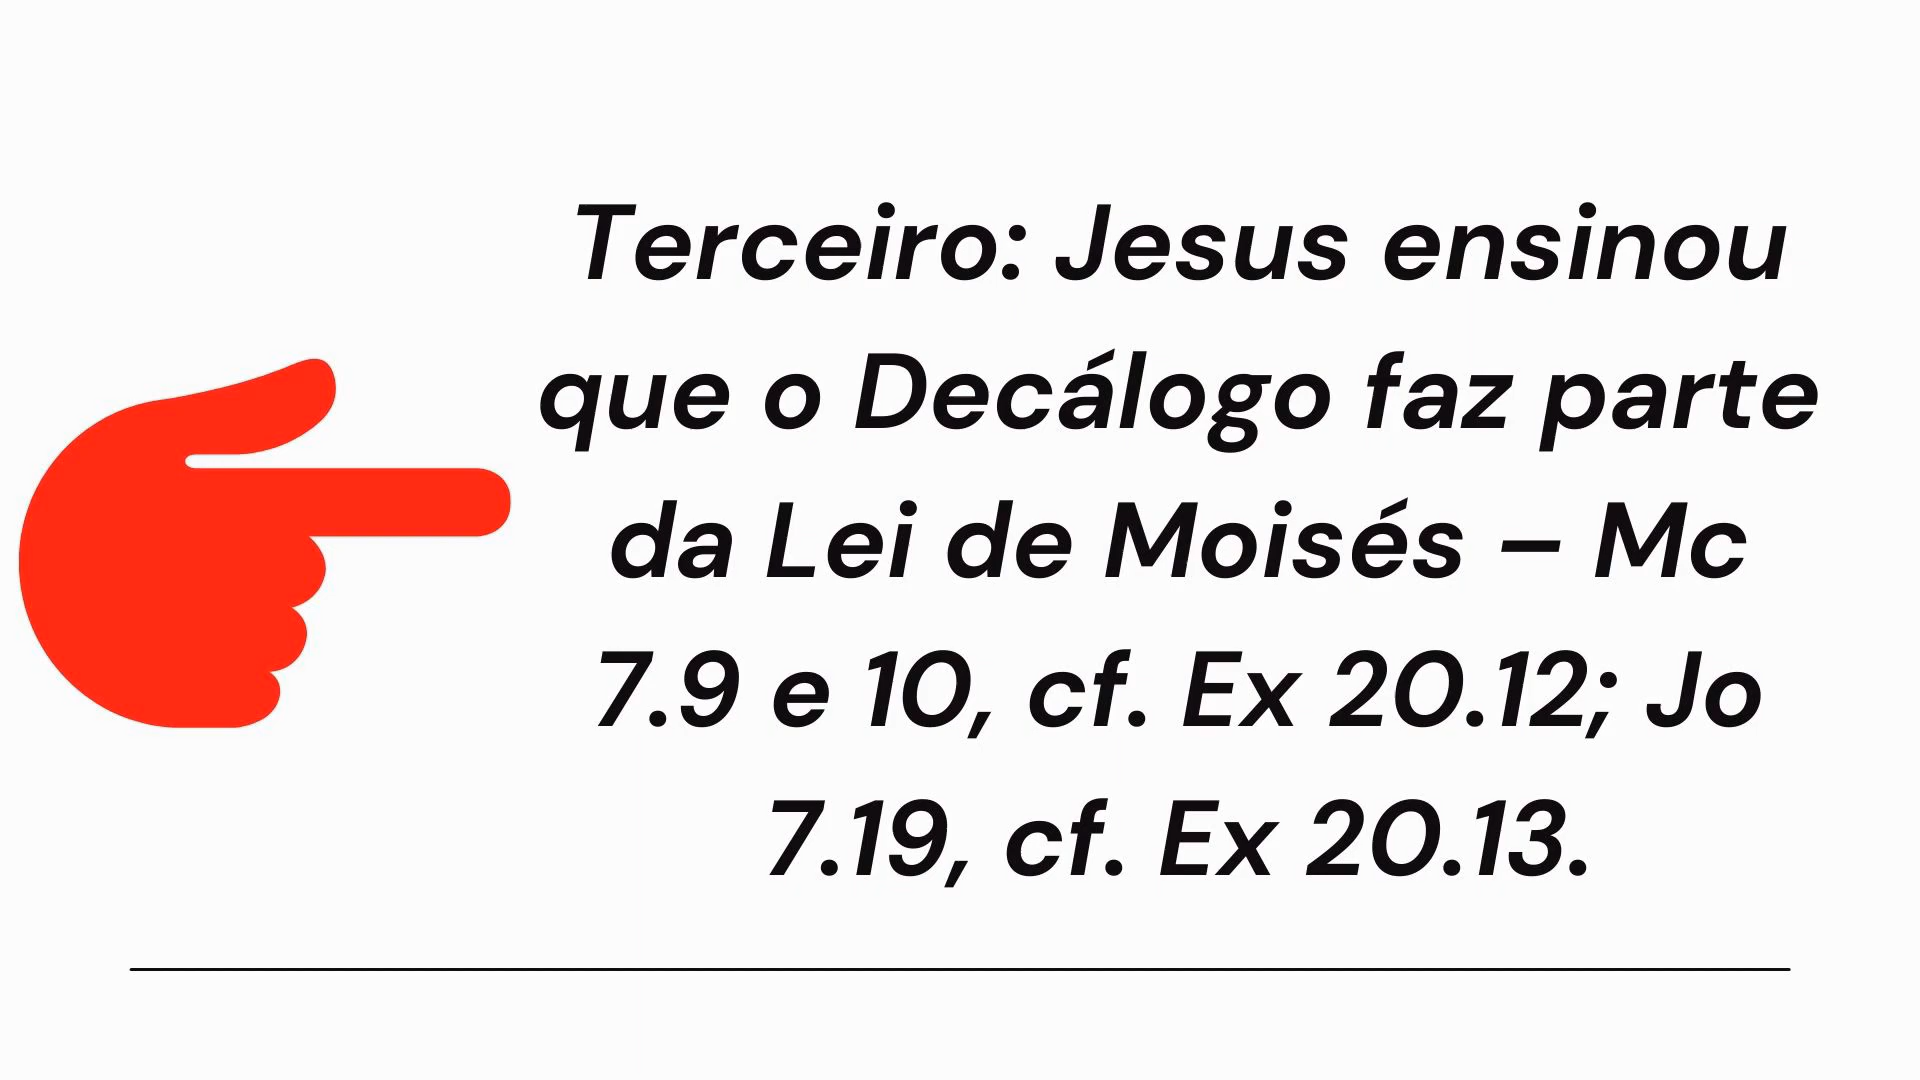 Terceiro: Jesus ensinou
que o Decálogo faz parte
da Lei de Moisés – Mc
7.9 e 10, cf. Ex 20.12; Jo
7.19, cf. Ex 20.13.